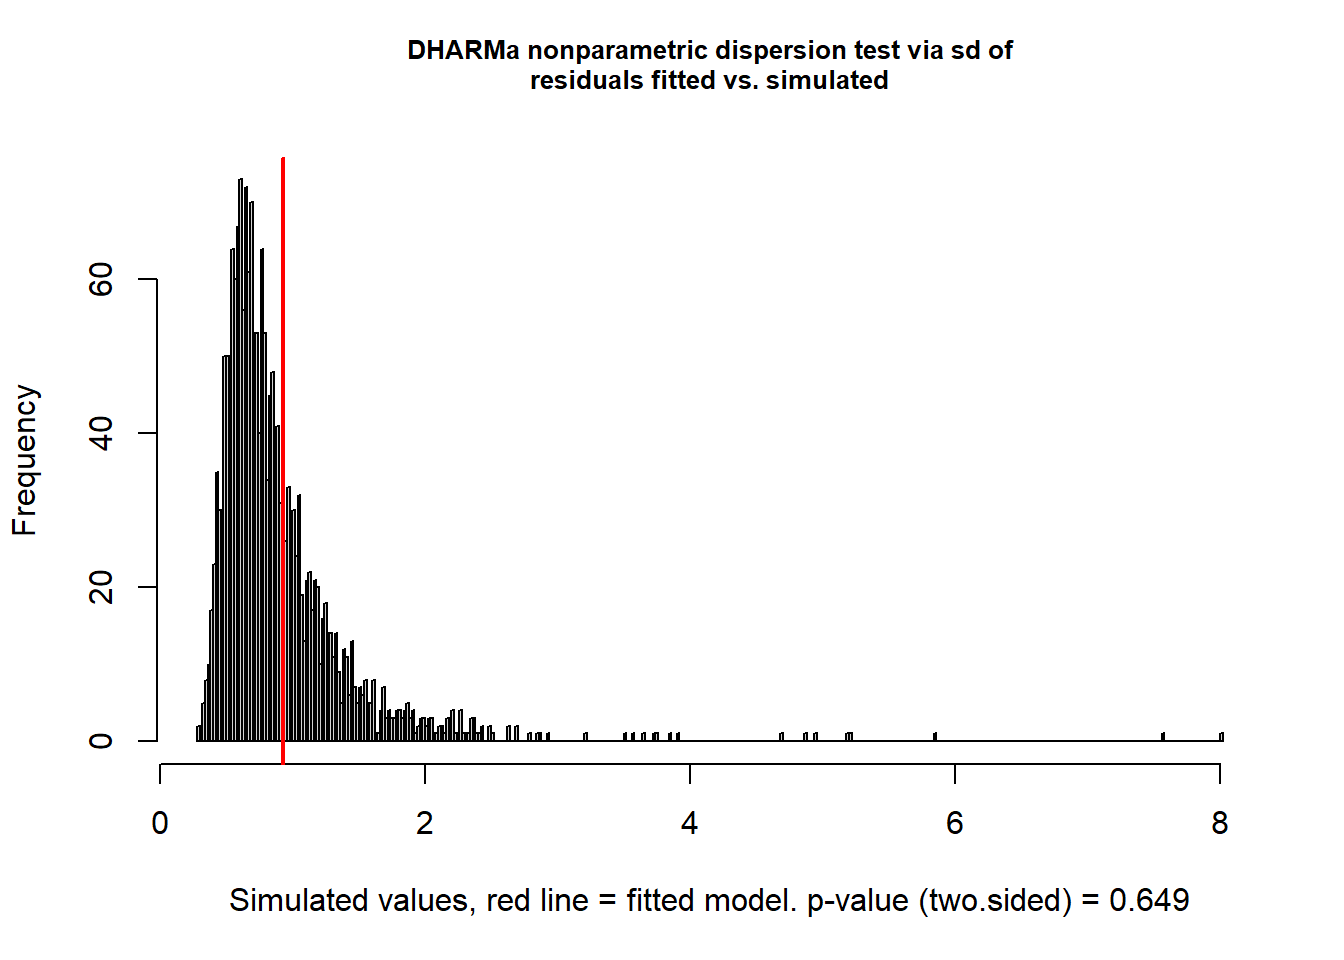 DHARMa nonparametric dispersion test via sd of
residuals fitted vs. simulated
Frequency
60
40
20
0
0 2 4 6 8
Simulated values, red line = fitted model. p-value (two.sided) = 0.649